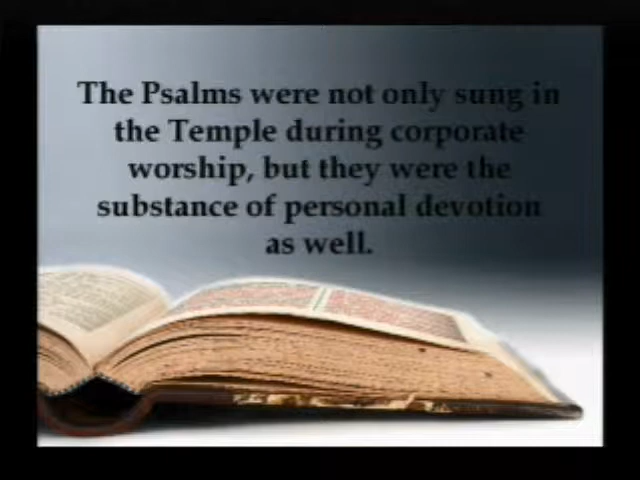 The Psalms were not only sung in
the Temple during corporate
worship, but they were the
substance of personal devotion
as well.